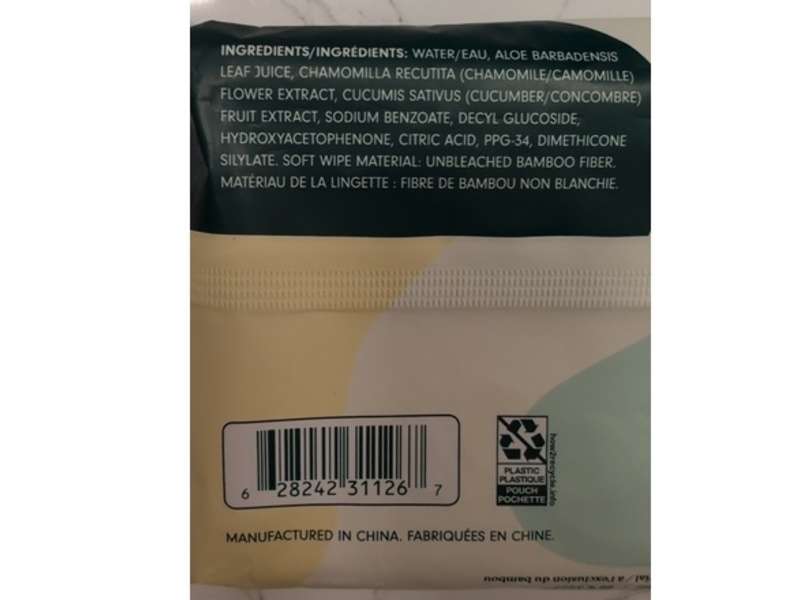 INGREDIENTS/INGRÉDIENTS: WATER/EAU, ALOE BARBADENSIS
LEAF JUICE, CHAMOMILLA RECUTITA (CHAMOMILE/CAMOMILLE)
FLOWER EXTRACT, CUCUMIS SATIVUS (CUCUMBER/CONCOMBRE)
FRUIT EXTRACT, SODIUM BENZOATE, DECYL GLUCOSIDE,
HYDROXYACETOPHENONE, CITRIC ACID, PPG-34, DIMETHICONE
SILYLATE. SOFT WIPE MATERIAL: UNBLEACHED BAMBOO FIBER.
MATÉRIAU DE LA LINGETTE : FIBRE DE BAMBOU NON BLANCHIE.
6 28242 31126 7
PLASTIC
PLASTIQUE
POUCH
POCHETTE
how2recycle.info
MANUFACTURED IN CHINA. FABRIQUÉES EN CHINE.
à l'exclusion du bambou